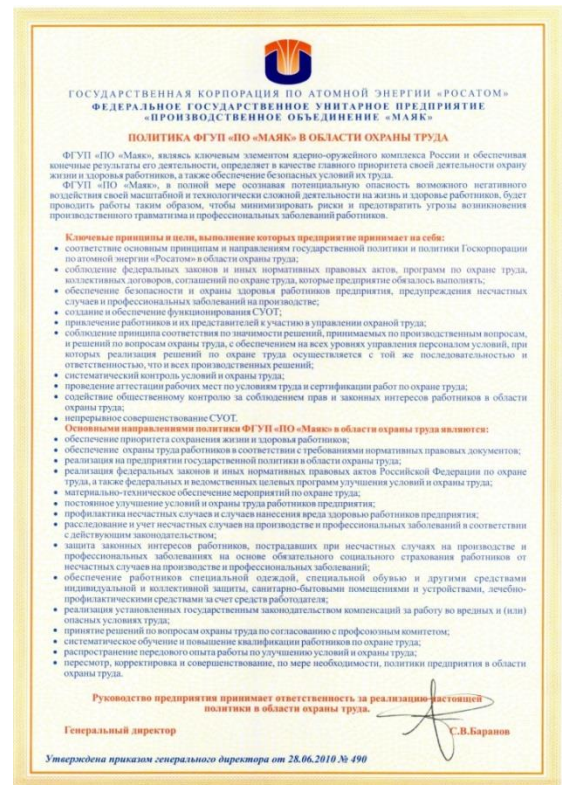 ГОСУДАРСТВЕННАЯ КОРПОРАЦИЯ ПО АТОМНОЙ ЭНЕРГИИ «РОСАТОМ»
ФЕДЕРАЛЬНОЕ ГОСУДАРСТВЕННОЕ УНИТАРНОЕ ПРЕДПРИЯТИЕ
«ПРОИЗВОДСТВЕННОЕ ОБЪЕДИНЕНИЕ «МАЯК»
ПОЛИТИКА ФГУП «ПО «МАЯК» В ОБЛАСТИ ОХРАНЫ ТРУДА
ФГУП «ПО «Маяк», являясь ключевым элементом ядерно-оружейного комплекса России и обеспечивая
конечные результаты его деятельности, определяет в качестве главного приоритета своей деятельности охрану
жизни и здоровья работников, а также обеспечение безопасных условий их труда.
ФГУП «ПО «Маяк», в полной мере осознавая потенциальную опасность возможного негативного
воздействия своей масштабной и технологически сложной деятельности на жизнь и здоровье работников, будет
проводить работы таким образом, чтобы минимизировать риски и предотвратить угрозы возникновения
производственного травматизма и профессиональных заболеваний работников.
Ключевые принципы и цели, выполнение которых предприятие принимает на себя:
• соответствие основным принципам и направлениям государственной политики и политики Госкорпорации
по атомной энергии «Росатом» в области охраны труда;
• соблюдение федеральных законов и иных нормативных правовых актов, программ по охране труда,
коллективных договоров, соглашений по охране труда, которые предприятие обязалось выполнять;
• обеспечение безопасности и охраны здоровья работников предприятия, предупреждения несчастных
случаев и профессиональных заболеваний на производстве;
• создание и обеспечение функционирования СУОТ;
• привлечение работников и их представителей к участию в управлении охраной труда;
• соблюдение принципа соответствия по значимости решений, принимаемых по производственным вопросам,
и решений по вопросам охраны труда, с обеспечением на всех уровнях управления персоналом условий, при
которых реализация решений по охране труда осуществляется с той же последовательностью и
ответственностью, что и всех производственных решений;
• систематический контроль условий и охраны труда;
• проведение аттестации рабочих мест по условиям труда и сертификации работ по охране труда;
• содействие общественному контролю за соблюдением прав и законных интересов работников в области
охраны труда;
• непрерывное совершенствование СУОТ.
Основными направлениями политики ФГУП «ПО «Маяк» в области охраны труда являются:
• обеспечение приоритета сохранения жизни и здоровья работников;
• обеспечение охраны труда работников в соответствии с требованиями нормативных правовых документов;
• реализация на предприятии государственной политики в области охраны труда;
• реализация федеральных законов и иных нормативных правовых актов Российской Федерации по охране
труда, а также федеральных и ведомственных целевых программ улучшения условий и охраны труда;
• материально-техническое обеспечение мероприятий по охране труда;
• постоянное улучшение условий и охраны труда работников предприятия;
• профилактика несчастных случаев и случаев нанесения вреда здоровью работников предприятия;
• расследование и учет несчастных случаев на производстве и профессиональных заболеваний в соответствии
с действующим законодательством;
• защита законных интересов работников, пострадавших при несчастных случаях на производстве и
профессиональных заболеваниях на основе обязательного социального страхования работников от
несчастных случаев на производстве и профессиональных заболеваний;
• обеспечение работников специальной одеждой, специальной обувью и другими средствами
индивидуальной и коллективной защиты, санитарно-бытовыми помещениями и устройствами, лечебно-
профилактическими средствами за счет средств работодателя;
• реализация установленных государственным законодательством компенсаций за работу во вредных и (или)
опасных условиях труда;
• принятие решений по вопросам охраны труда по согласованию с профсоюзным комитетом;
• систематическое обучение и повышение квалификации работников по охране труда;
• распространение передового опыта работы по улучшению условий и охраны труда;
• пересмотр, корректировка и совершенствование, по мере необходимости, политики предприятия в области
охраны труда.
Руководство предприятия принимает ответственность за реализацию настоящей
политики в области охраны труда.
Генеральный директор С.В.Баранов
Утверждена приказом генерального директора от 28.06.2010 № 490